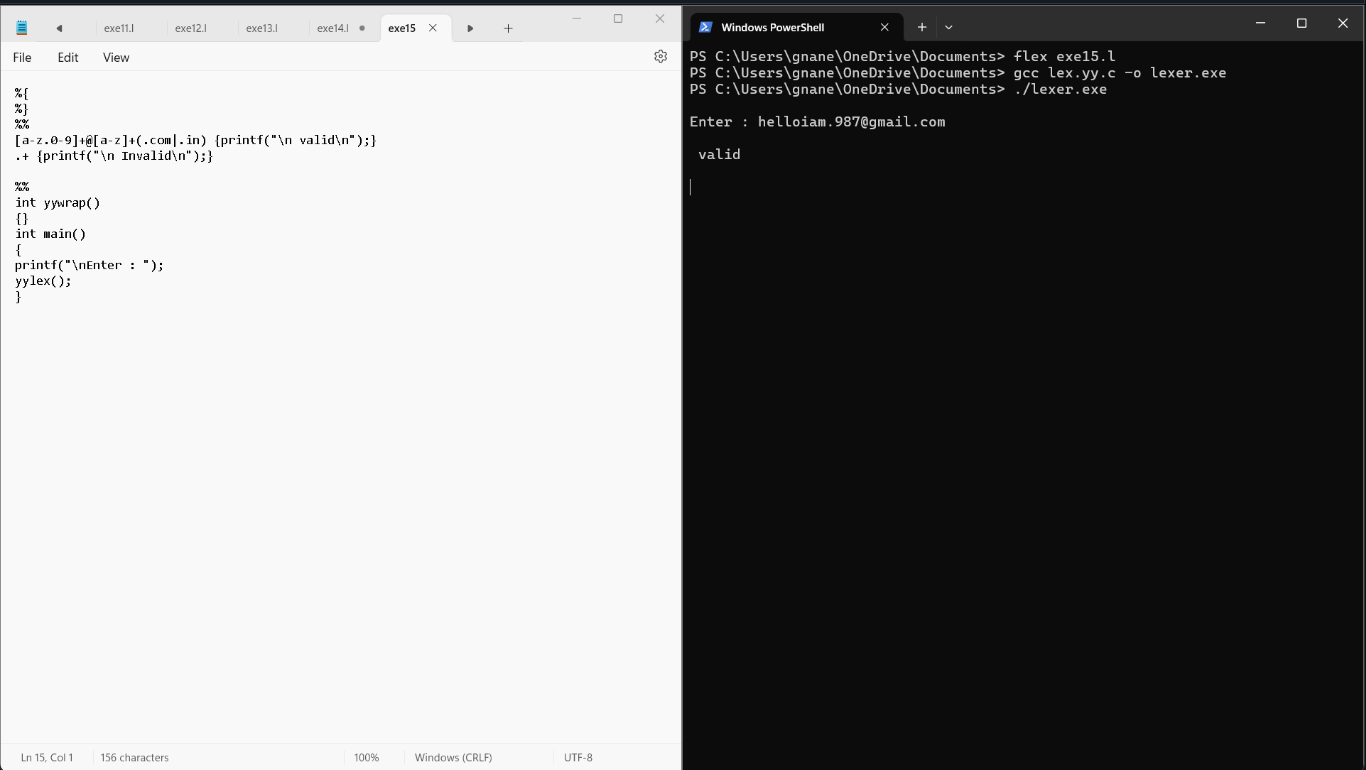 exe11.l exe12.l exe13.l exe14.l exe15
File Edit View
%{
%}
%%
[a-z.0-9]+@[a-z]+(.com|.in) {printf("\n valid\n");}
.+ {printf("\n Invalid\n");}
%%
int yywrap()
{}
int main()
{
printf("\nEnter : ");
yylex();
}
Ln 15, Col 1 156 characters 100% Windows (CRLF) UTF-8
Windows PowerShell
PS C:\Users\gnane\OneDrive\Documents> flex exe15.l
PS C:\Users\gnane\OneDrive\Documents> gcc lex.yy.c -o lexer.exe
PS C:\Users\gnane\OneDrive\Documents> ./lexer.exe
Enter : helloiam.987@gmail.com
valid